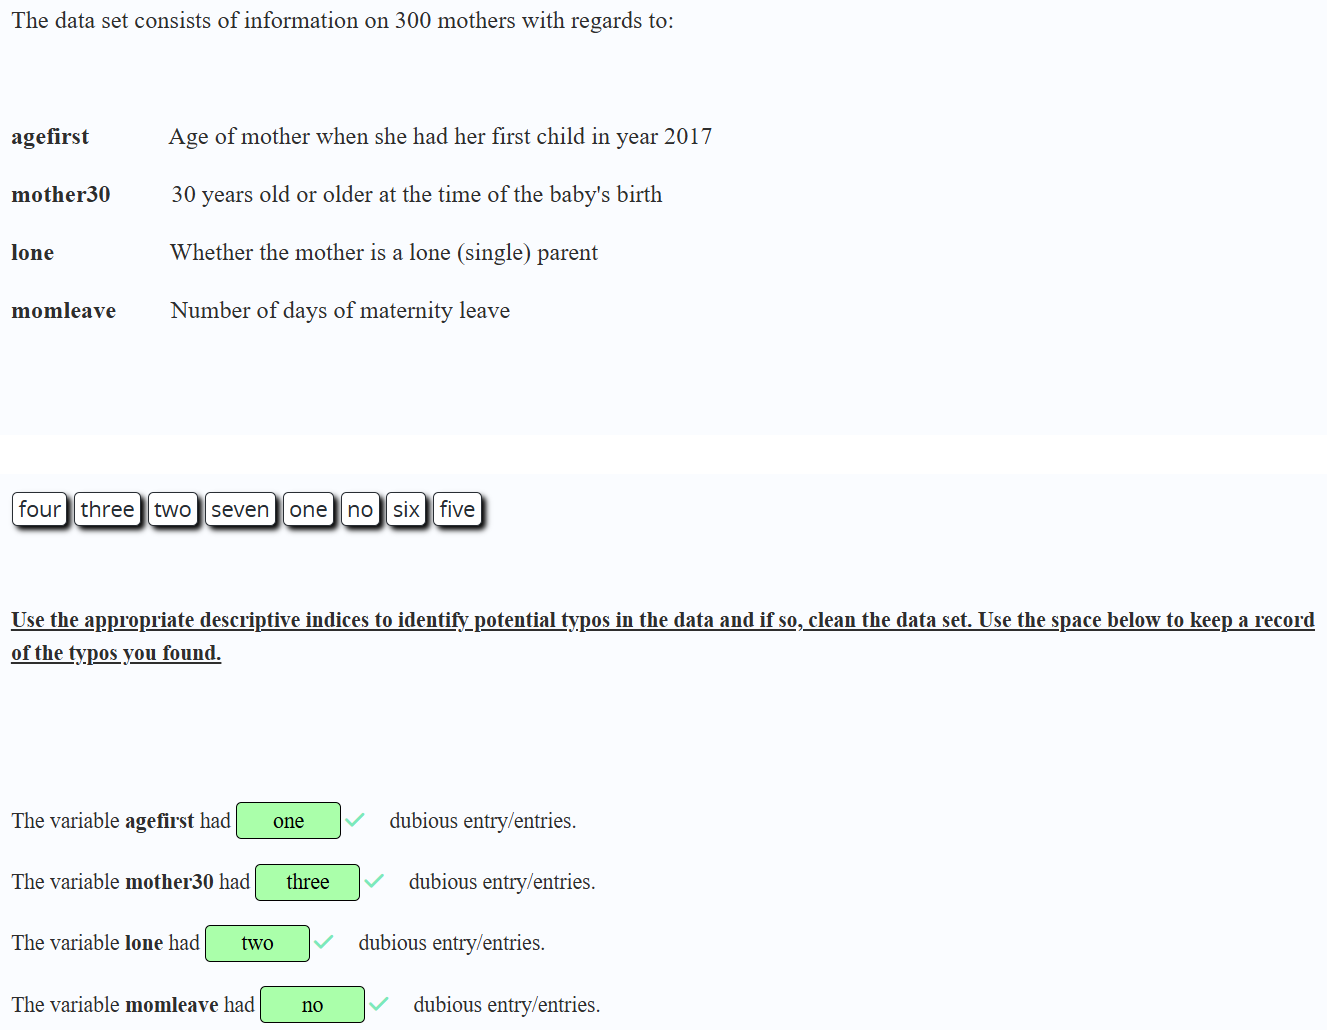 The data set consists of information on 300 mothers with regards to:
agefirst Age of mother when she had her first child in year 2017
mother30 30 years old or older at the time of the baby's birth
lone Whether the mother is a lone (single) parent
momleave Number of days of maternity leave
four three two seven one no six five
Use the appropriate descriptive indices to identify potential typos in the data and if so, clean the data set. Use the space below to keep a record
of the typos you found.
The variable agefirst had one dubious entry/entries.
The variable mother30 had three dubious entry/entries.
The variable lone had two dubious entry/entries.
The variable momleave had no dubious entry/entries.